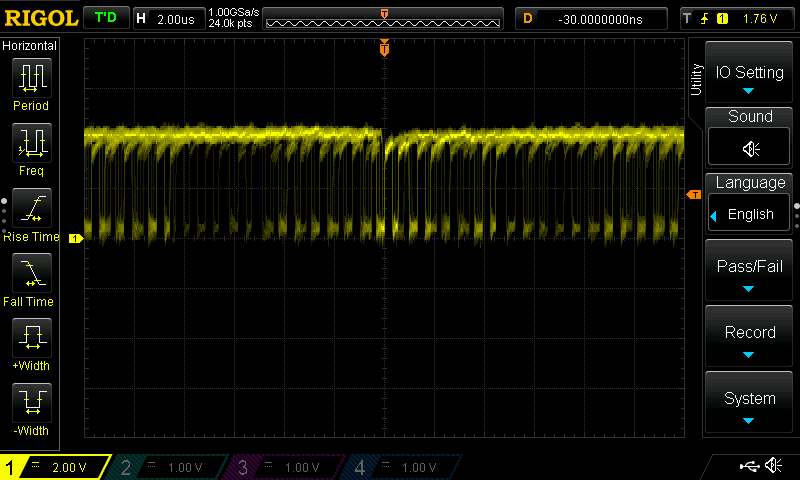 RIGOL T'D H 2.00us 1.00GSa/s 24.0k pts D -30.0000000ns T 1 1.76 V
Horizontal
Period
Freq
Rise Time
Fall Time
+Width
-Width
T
T
T
1
Utility
IO Setting
Sound
Language
English
Pass/Fail
Record
System
1 2.00 V 2 1.00 V 3 1.00 V 4 1.00 V